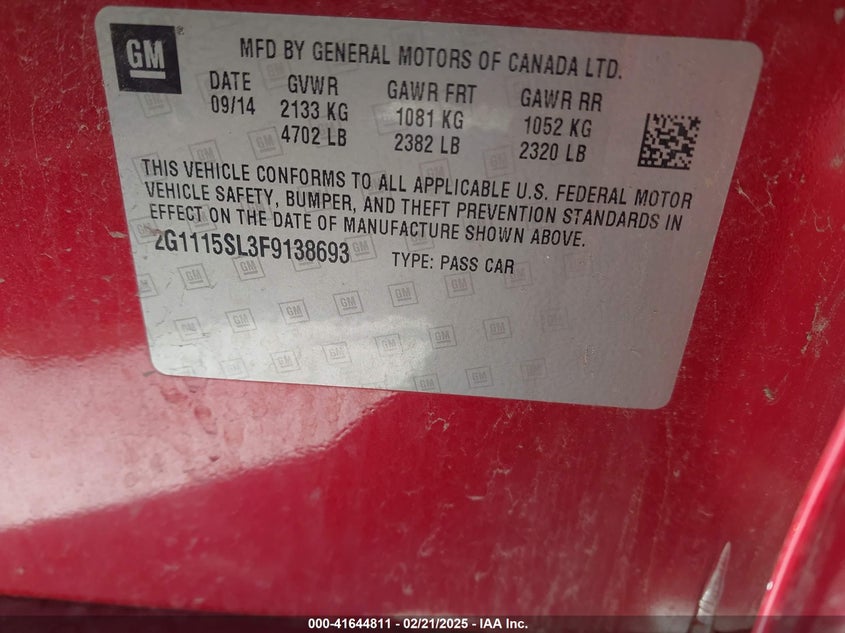 GM
MFD BY GENERAL MOTORS OF CANADA LTD.
DATE GVWR GAWR FRT GAWR RR
09/14 2133 KG 1081 KG 1052 KG
4702 LB 2382 LB 2320 LB
THIS VEHICLE CONFORMS TO ALL APPLICABLE U.S. FEDERAL MOTOR
VEHICLE SAFETY, BUMPER, AND THEFT PREVENTION STANDARDS IN
EFFECT ON THE DATE OF MANUFACTURE SHOWN ABOVE.
2G1115SL3F9138693 TYPE: PASS CAR
000-41644811 - 02/21/2025 - IAA Inc.